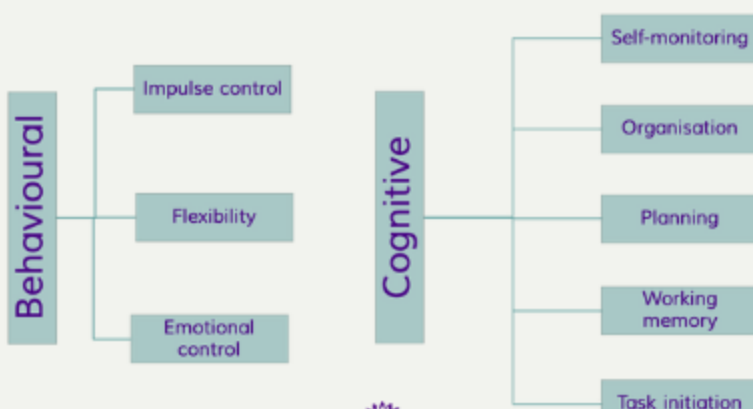 Behavioural
Impulse control
Flexibility
Emotional
control
Cognitive
Self-monitoring
Organisation
Planning
Working
memory
Task initiation